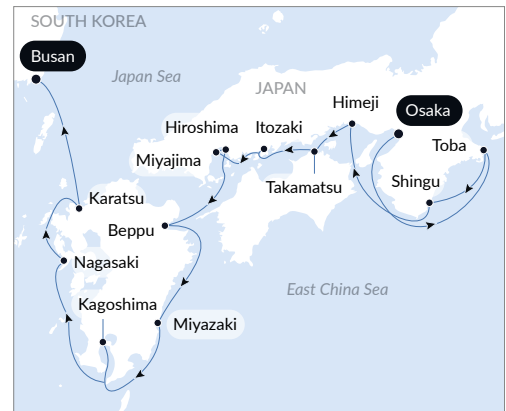 SOUTH KOREA
Busan
Japan Sea
JAPAN
Himeji
Osaka
Hiroshima
Itozaki
Toba
Miyajima
Takamatsu
Shingu
Karatsu
Beppu
Nagasaki
East China Sea
Kagoshima
Miyazaki